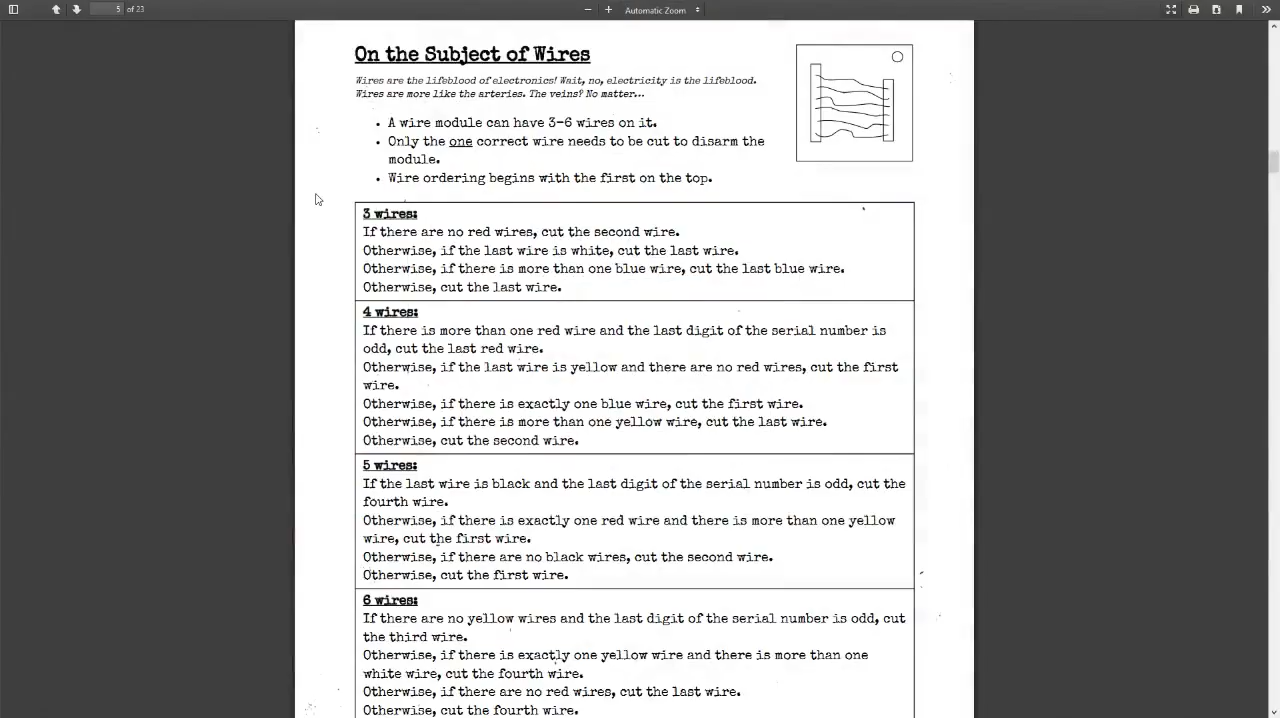 5 of 23
Automatic Zoom
On the Subject of Wires
Wires are the lifeblood of electronics! Wait, no, electricity is the lifeblood.
Wires are more like the arteries. The veins? No matter...
• A wire module can have 3-6 wires on it.
• Only the one correct wire needs to be cut to disarm the
module.
• Wire ordering begins with the first on the top.
3 wires:
If there are no red wires, cut the second wire.
Otherwise, if the last wire is white, cut the last wire.
Otherwise, if there is more than one blue wire, cut the last blue wire.
Otherwise, cut the last wire.
4 wires:
If there is more than one red wire and the last digit of the serial number is
odd, cut the last red wire.
Otherwise, if the last wire is yellow and there are no red wires, cut the first
wire.
Otherwise, if there is exactly one blue wire, cut the first wire.
Otherwise, if there is more than one yellow wire, cut the last wire.
Otherwise, cut the second wire.
5 wires:
If the last wire is black and the last digit of the serial number is odd, cut the
fourth wire.
Otherwise, if there is exactly one red wire and there is more than one yellow
wire, cut the first wire.
Otherwise, if there are no black wires, cut the second wire.
Otherwise, cut the first wire.
6 wires:
If there are no yellow wires and the last digit of the serial number is odd, cut
the third wire.
Otherwise, if there is exactly one yellow wire and there is more than one
white wire, cut the fourth wire.
Otherwise, if there are no red wires, cut the last wire.
Otherwise, cut the fourth wire.